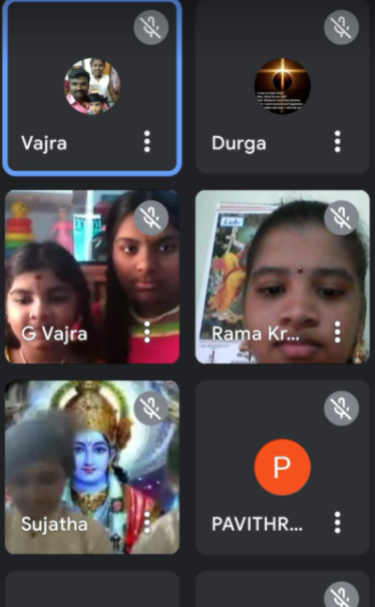 Vajra
Durga
G Vajra
Rama Kr...
Sujatha
P
PAVITHR...